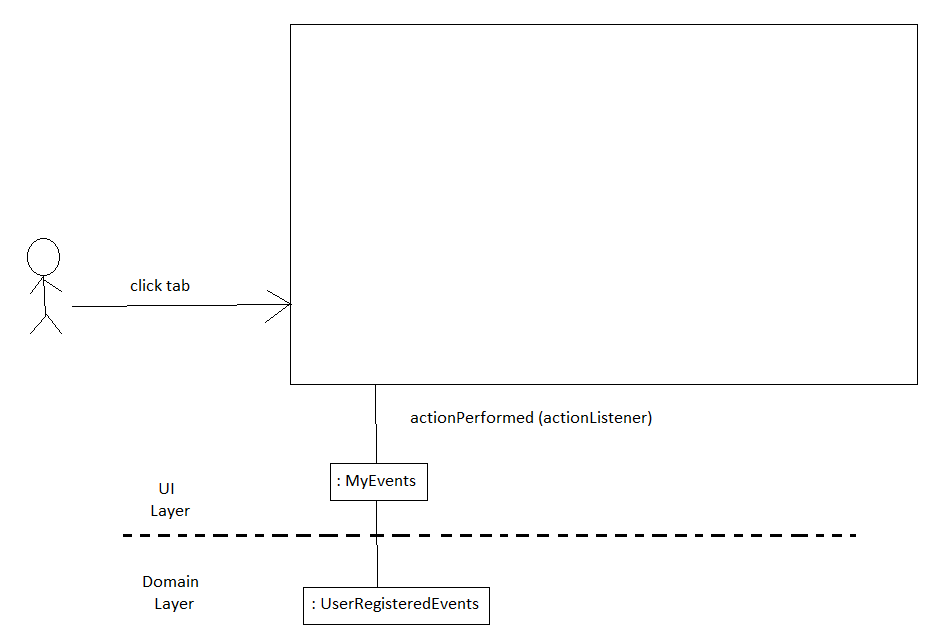 click tab
actionPerformed (actionListener)
: MyEvents
UI
Layer
Domain
Layer
: UserRegisteredEvents